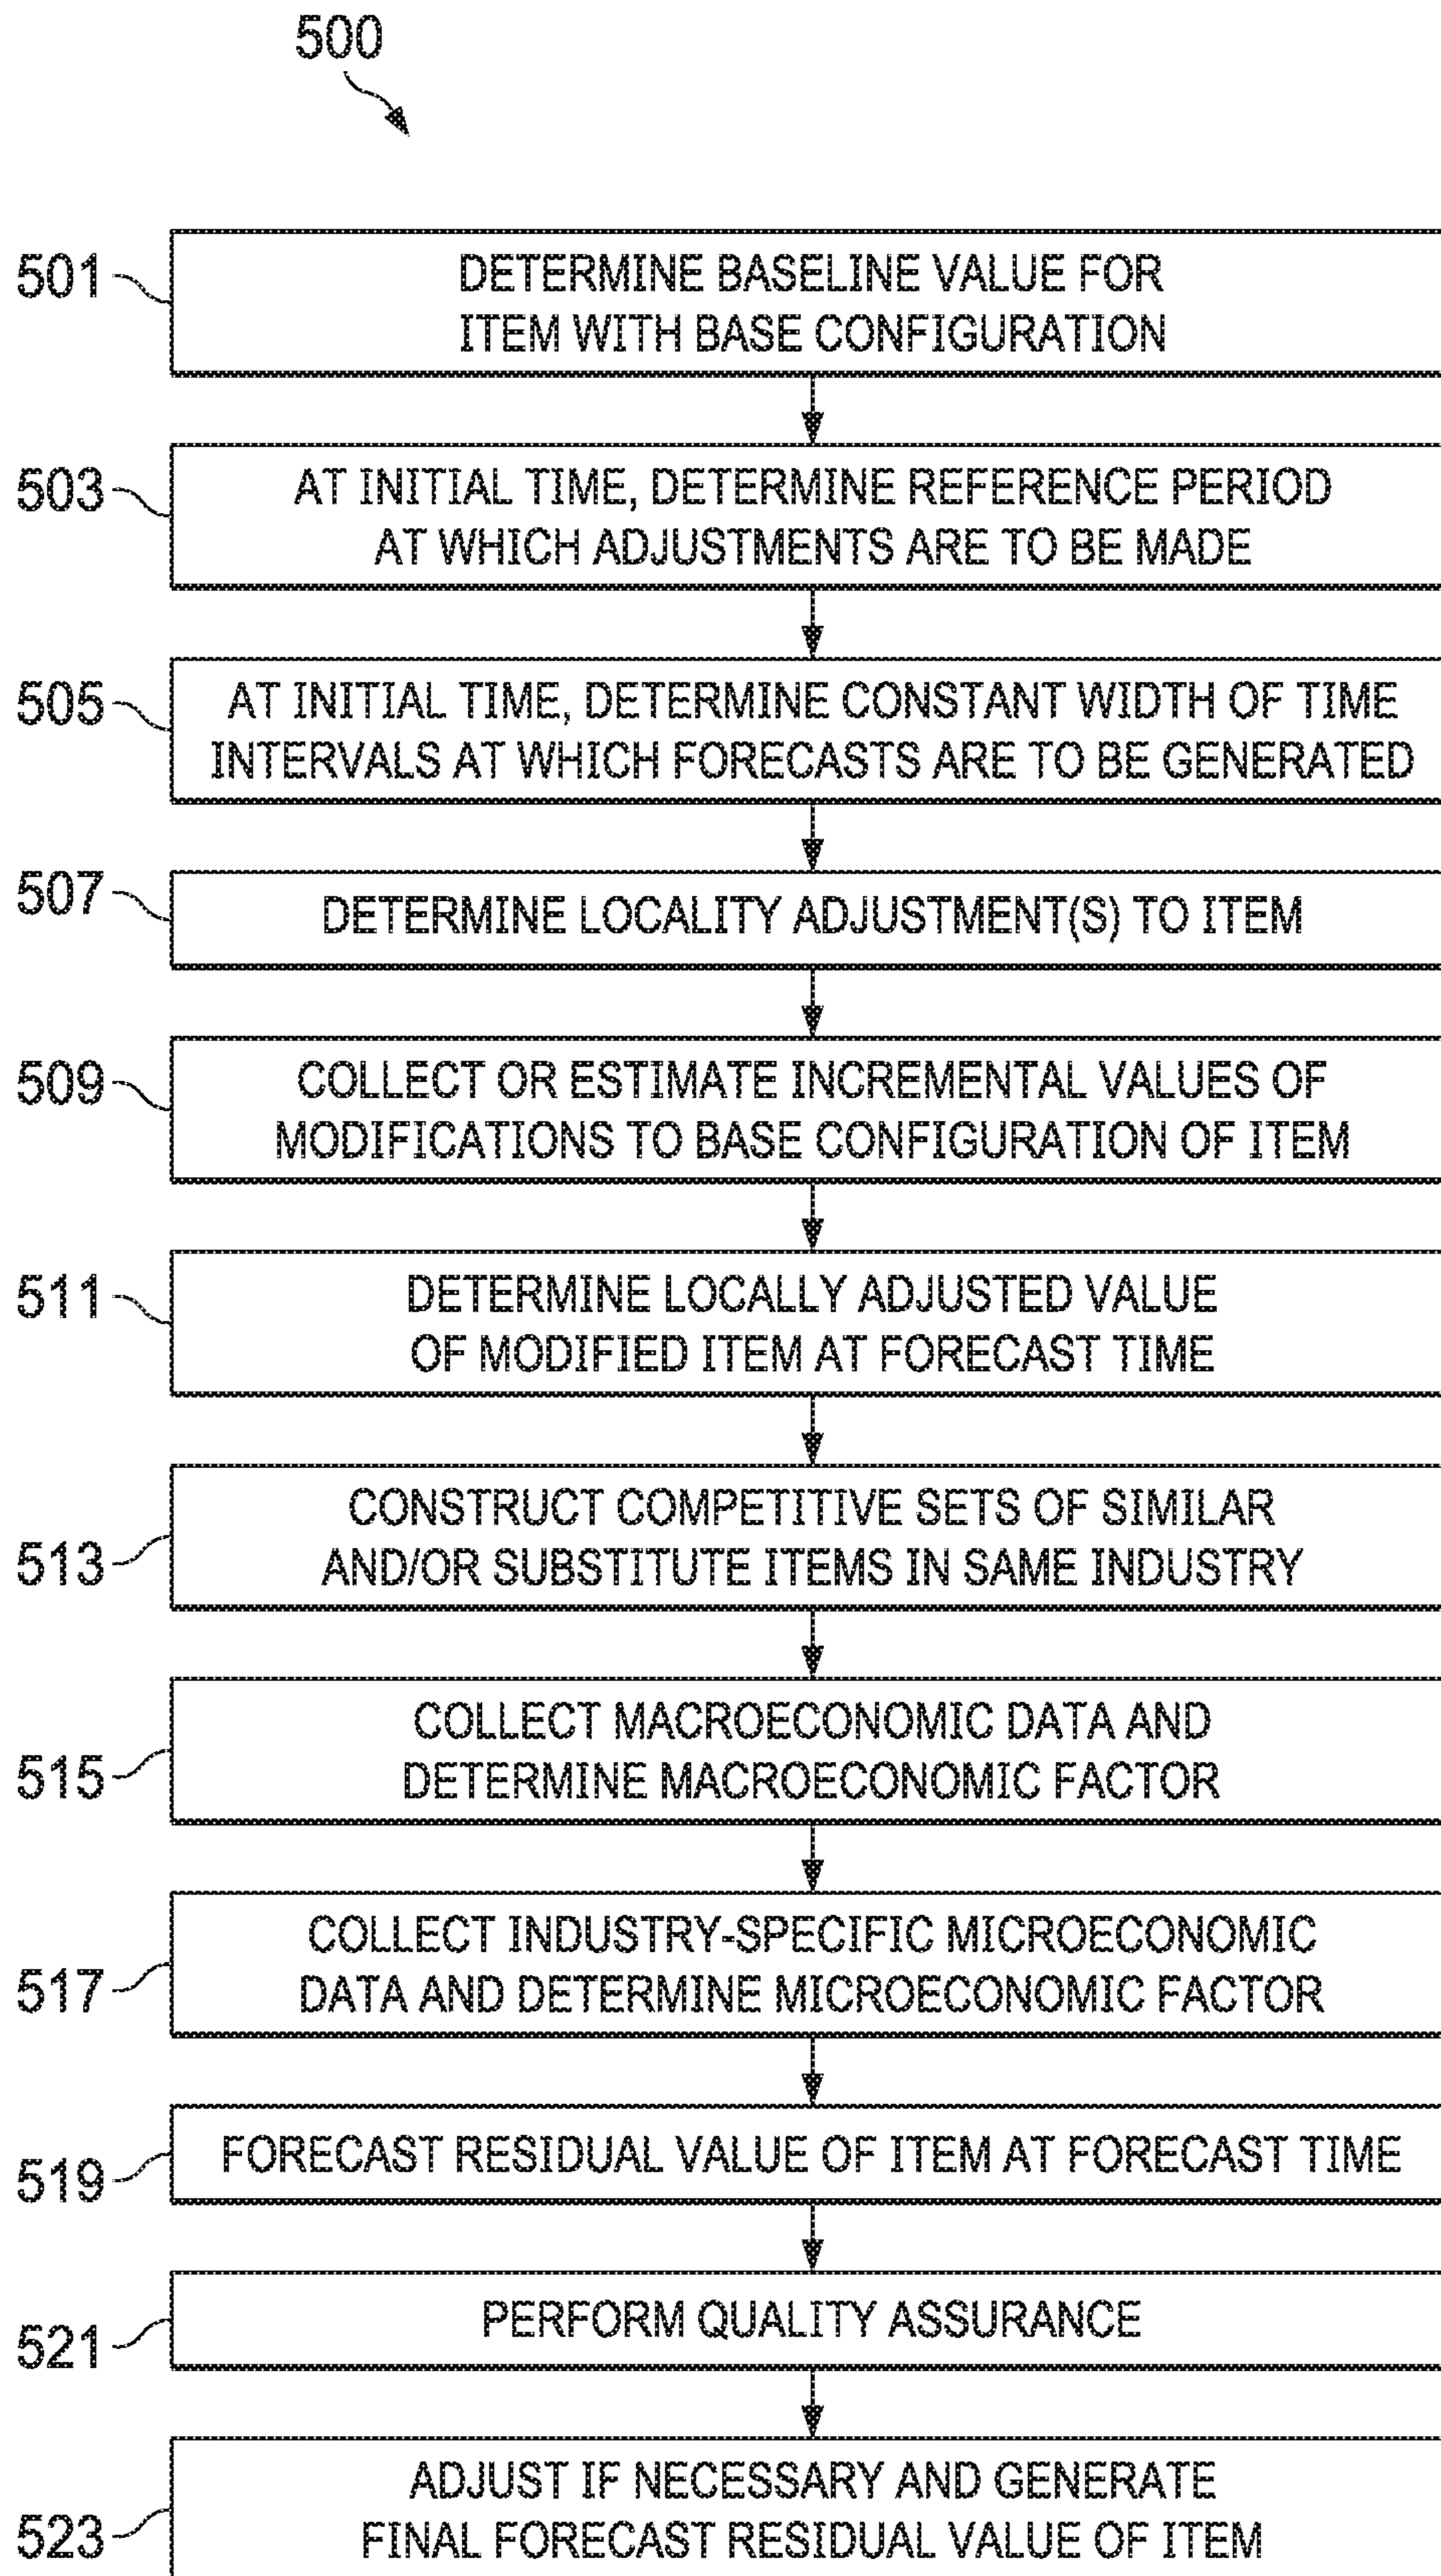 500
501
DETERMINE BASELINE VALUE FOR
ITEM WITH BASE CONFIGURATION
503
AT INITIAL TIME, DETERMINE REFERENCE PERIOD
AT WHICH ADJUSTMENTS ARE TO BE MADE
505
AT INITIAL TIME, DETERMINE CONSTANT WIDTH OF TIME
INTERVALS AT WHICH FORECASTS ARE TO BE GENERATED
507
DETERMINE LOCALITY ADJUSTMENT(S) TO ITEM
509
COLLECT OR ESTIMATE INCREMENTAL VALUES OF
MODIFICATIONS TO BASE CONFIGURATION OF ITEM
511
DETERMINE LOCALLY ADJUSTED VALUE
OF MODIFIED ITEM AT FORECAST TIME
513
CONSTRUCT COMPETITIVE SETS OF SIMILAR
AND/OR SUBSTITUTE ITEMS IN SAME INDUSTRY
515
COLLECT MACROECONOMIC DATA AND
DETERMINE MACROECONOMIC FACTOR
517
COLLECT INDUSTRY-SPECIFIC MICROECONOMIC
DATA AND DETERMINE MICROECONOMIC FACTOR
519
FORECAST RESIDUAL VALUE OF ITEM AT FORECAST TIME
521
PERFORM QUALITY ASSURANCE
523
ADJUST IF NECESSARY AND GENERATE
FINAL FORECAST RESIDUAL VALUE OF ITEM